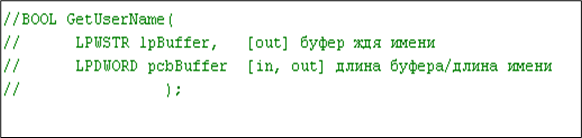 //BOOL GetUserName(
// LPWSTR lpBuffer, [out] буфер ждя имени
// LPDWORD pcbBuffer [in, out] длина буфера/длина имени
// );